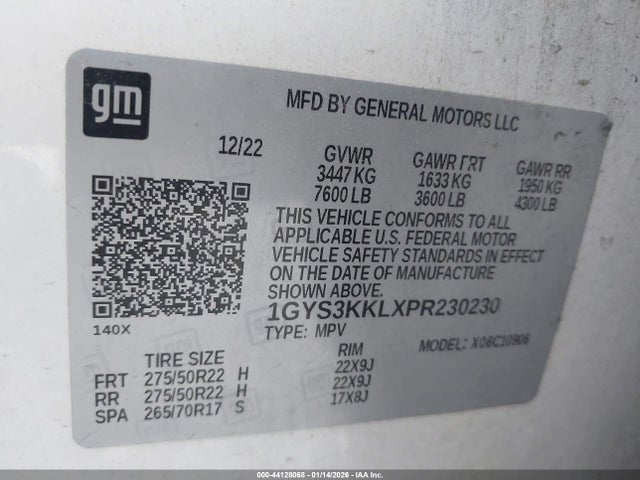 gm
MFD BY GENERAL MOTORS LLC
12/22 GVWR GAWR FRT GAWR RR
3447 KG 1633 KG 1950 KG
7600 LB 3600 LB 4300 LB
THIS VEHICLE CONFORMS TO ALL
APPLICABLE U.S. FEDERAL MOTOR
VEHICLE SAFETY STANDARDS IN EFFECT
ON THE DATE OF MANUFACTURE
SHOWN ABOVE.
1GYS3KKLXPR230230
140X
TYPE: MPV MODEL: X06C10906
TIRE SIZE RIM
FRT 275/50R22 H 22X9J
RR 275/50R22 H 22X9J
SPA 265/70R17 S 17X8J
000-44128068 - 01/14/2026 - IAA Inc.